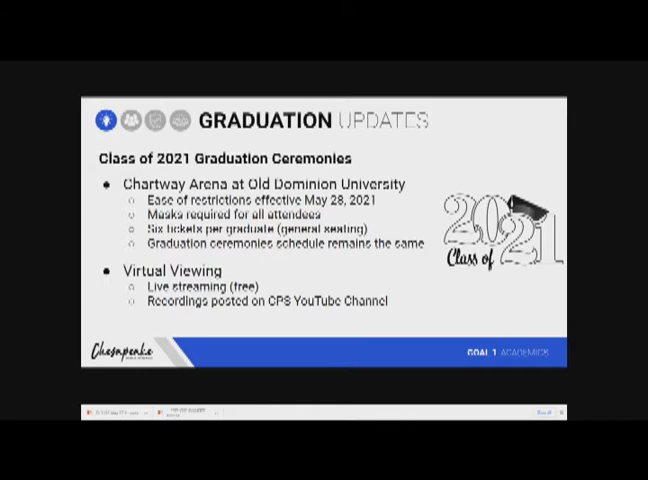 GRADUATION UPDATES
Class of 2021 Graduation Ceremonies
Chartway Arena at Old Dominion University
Ease of restrictions effective May 28, 2021
Masks required for all attendees
Six tickets per graduate (general seating)
Graduation ceremonies schedule remains the same
2021
Class of
Virtual Viewing
Live streaming (free)
Recordings posted on CPS YouTube Channel
Chesapeake
GOAL 1 ACADEMICS